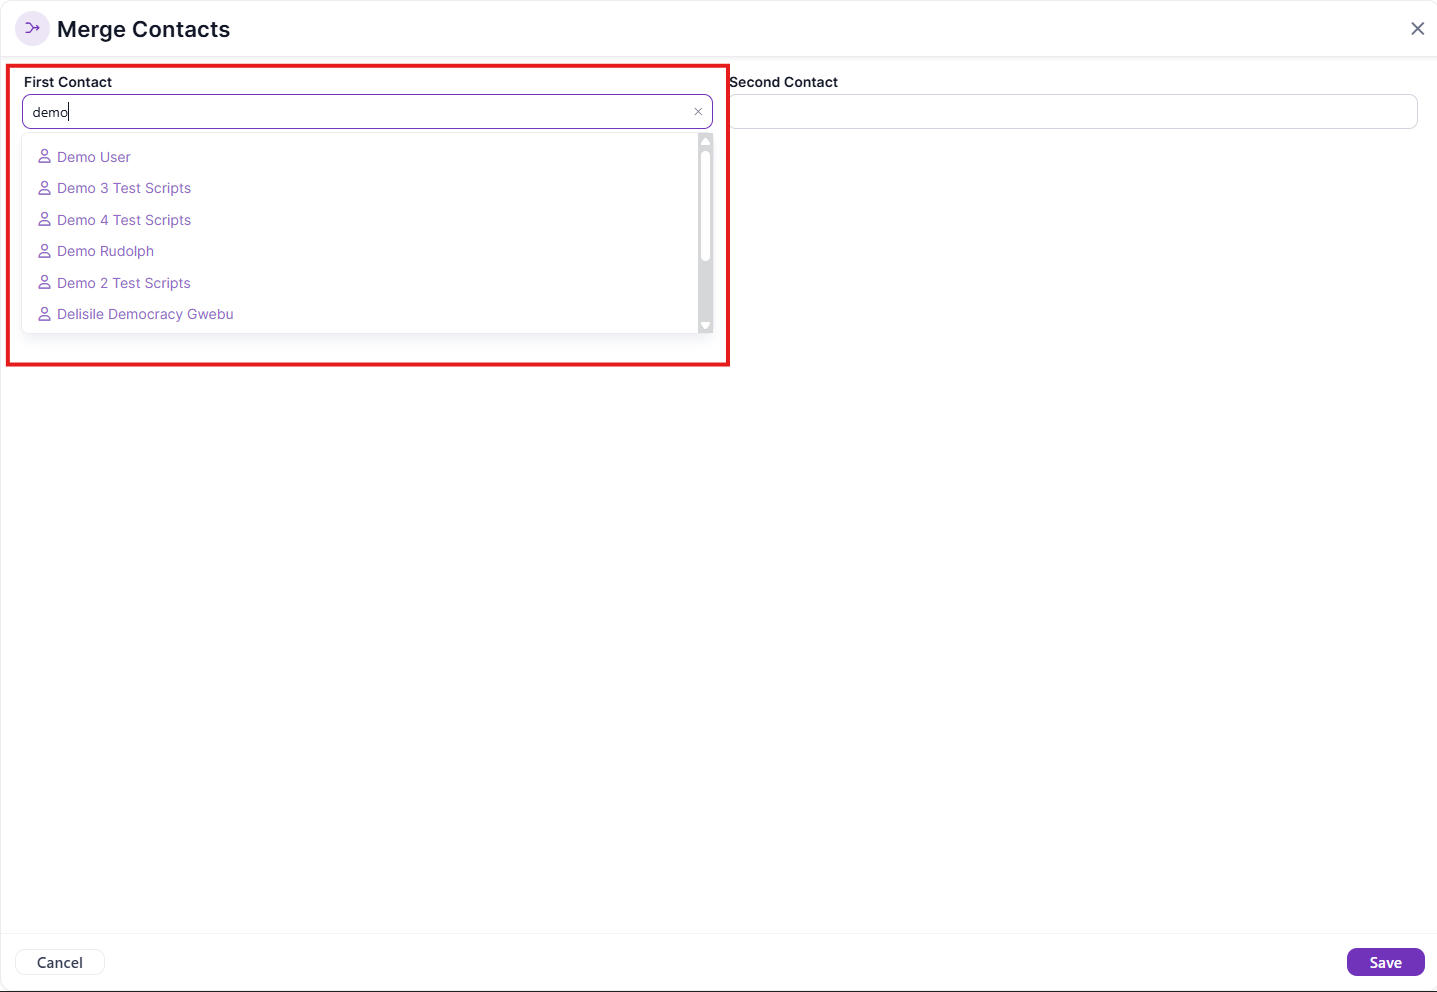 Merge Contacts
First Contact
Second Contact
demo
Demo User
Demo 3 Test Scripts
Demo 4 Test Scripts
Demo Rudolph
Demo 2 Test Scripts
Delisile Democracy Gwebu
Cancel
Save